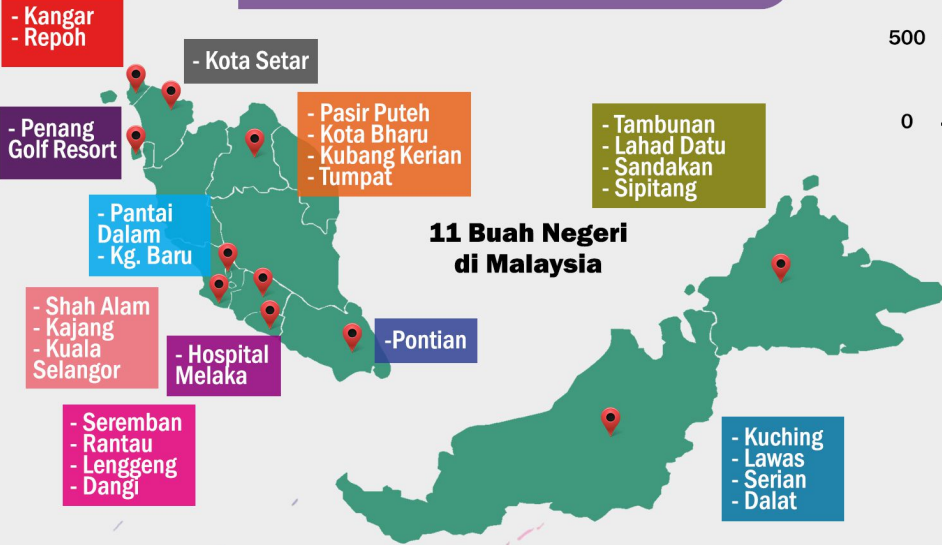 - Kangar
- Repoh
- Kota Setar
500
0
- Penang
Golf Resort
- Pasir Puteh
- Kota Bharu
- Kubang Kerian
- Tumpat
- Tambunan
- Lahad Datu
- Sandakan
- Sipitang
- Pantai
Dalam
- Kg. Baru
11 Buah Negeri
di Malaysia
- Shah Alam
- Kajang
- Kuala
Selangor
- Hospital
Melaka
-Pontian
- Seremban
- Rantau
- Lenggeng
- Dangi
- Kuching
- Lawas
- Serian
- Dalat